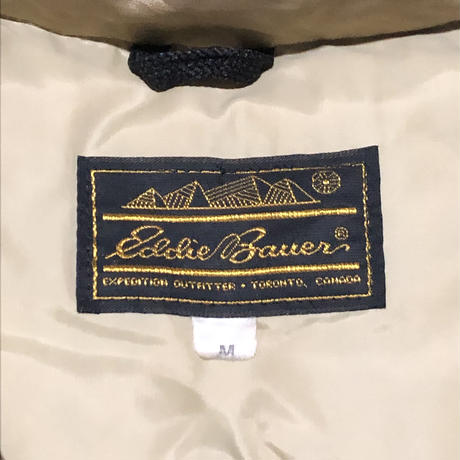 Eddie Bauer®
EXPEDITION OUTFITTER • TORONTO, CANADA
M